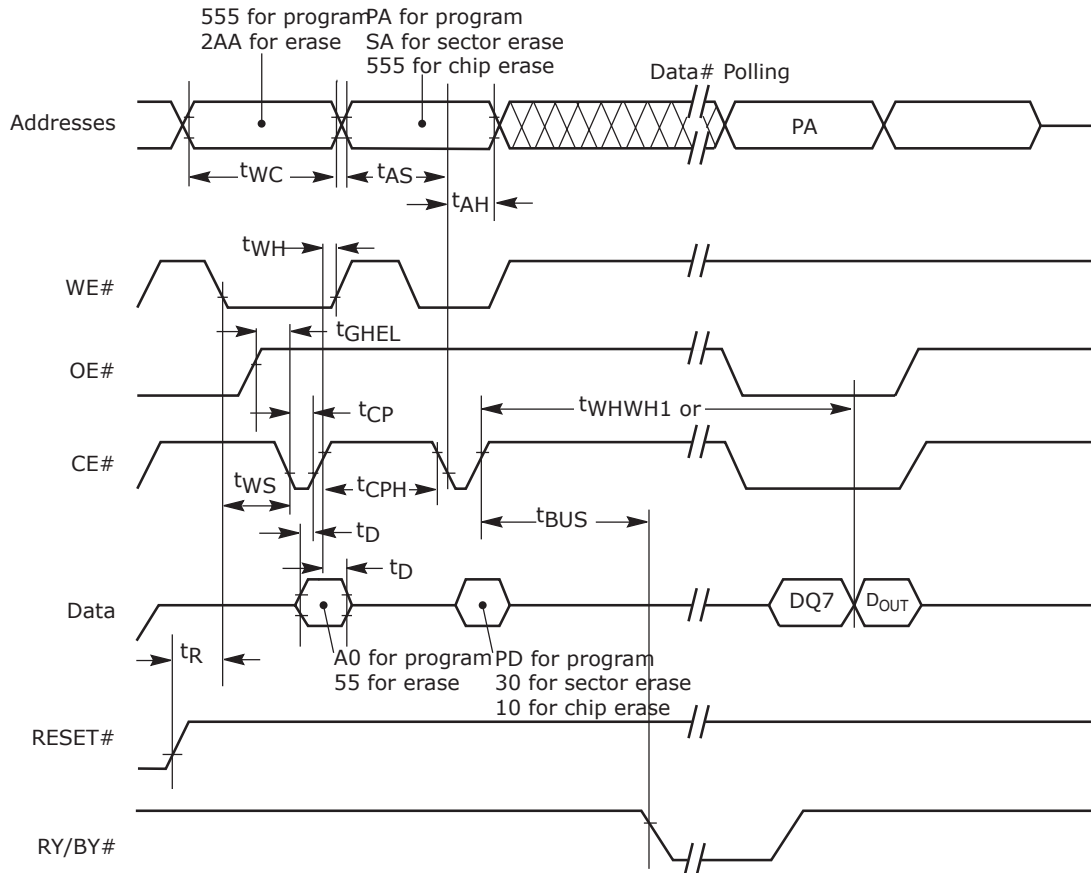 555 for program
2AA for erase
PA for program
SA for sector erase
555 for chip erase
Data# Polling
Addresses
PA
tWC
tAS
tAH
tWH
WE#
tGHEL
OE#
tWHWH1 or
tCP
CE#
tWS
tCPH
tBUS
tD
tD
Data
DQ7
DOUT
tR
A0 for program
55 for erase
PD for program
30 for sector erase
10 for chip erase
RESET#
RY/BY#